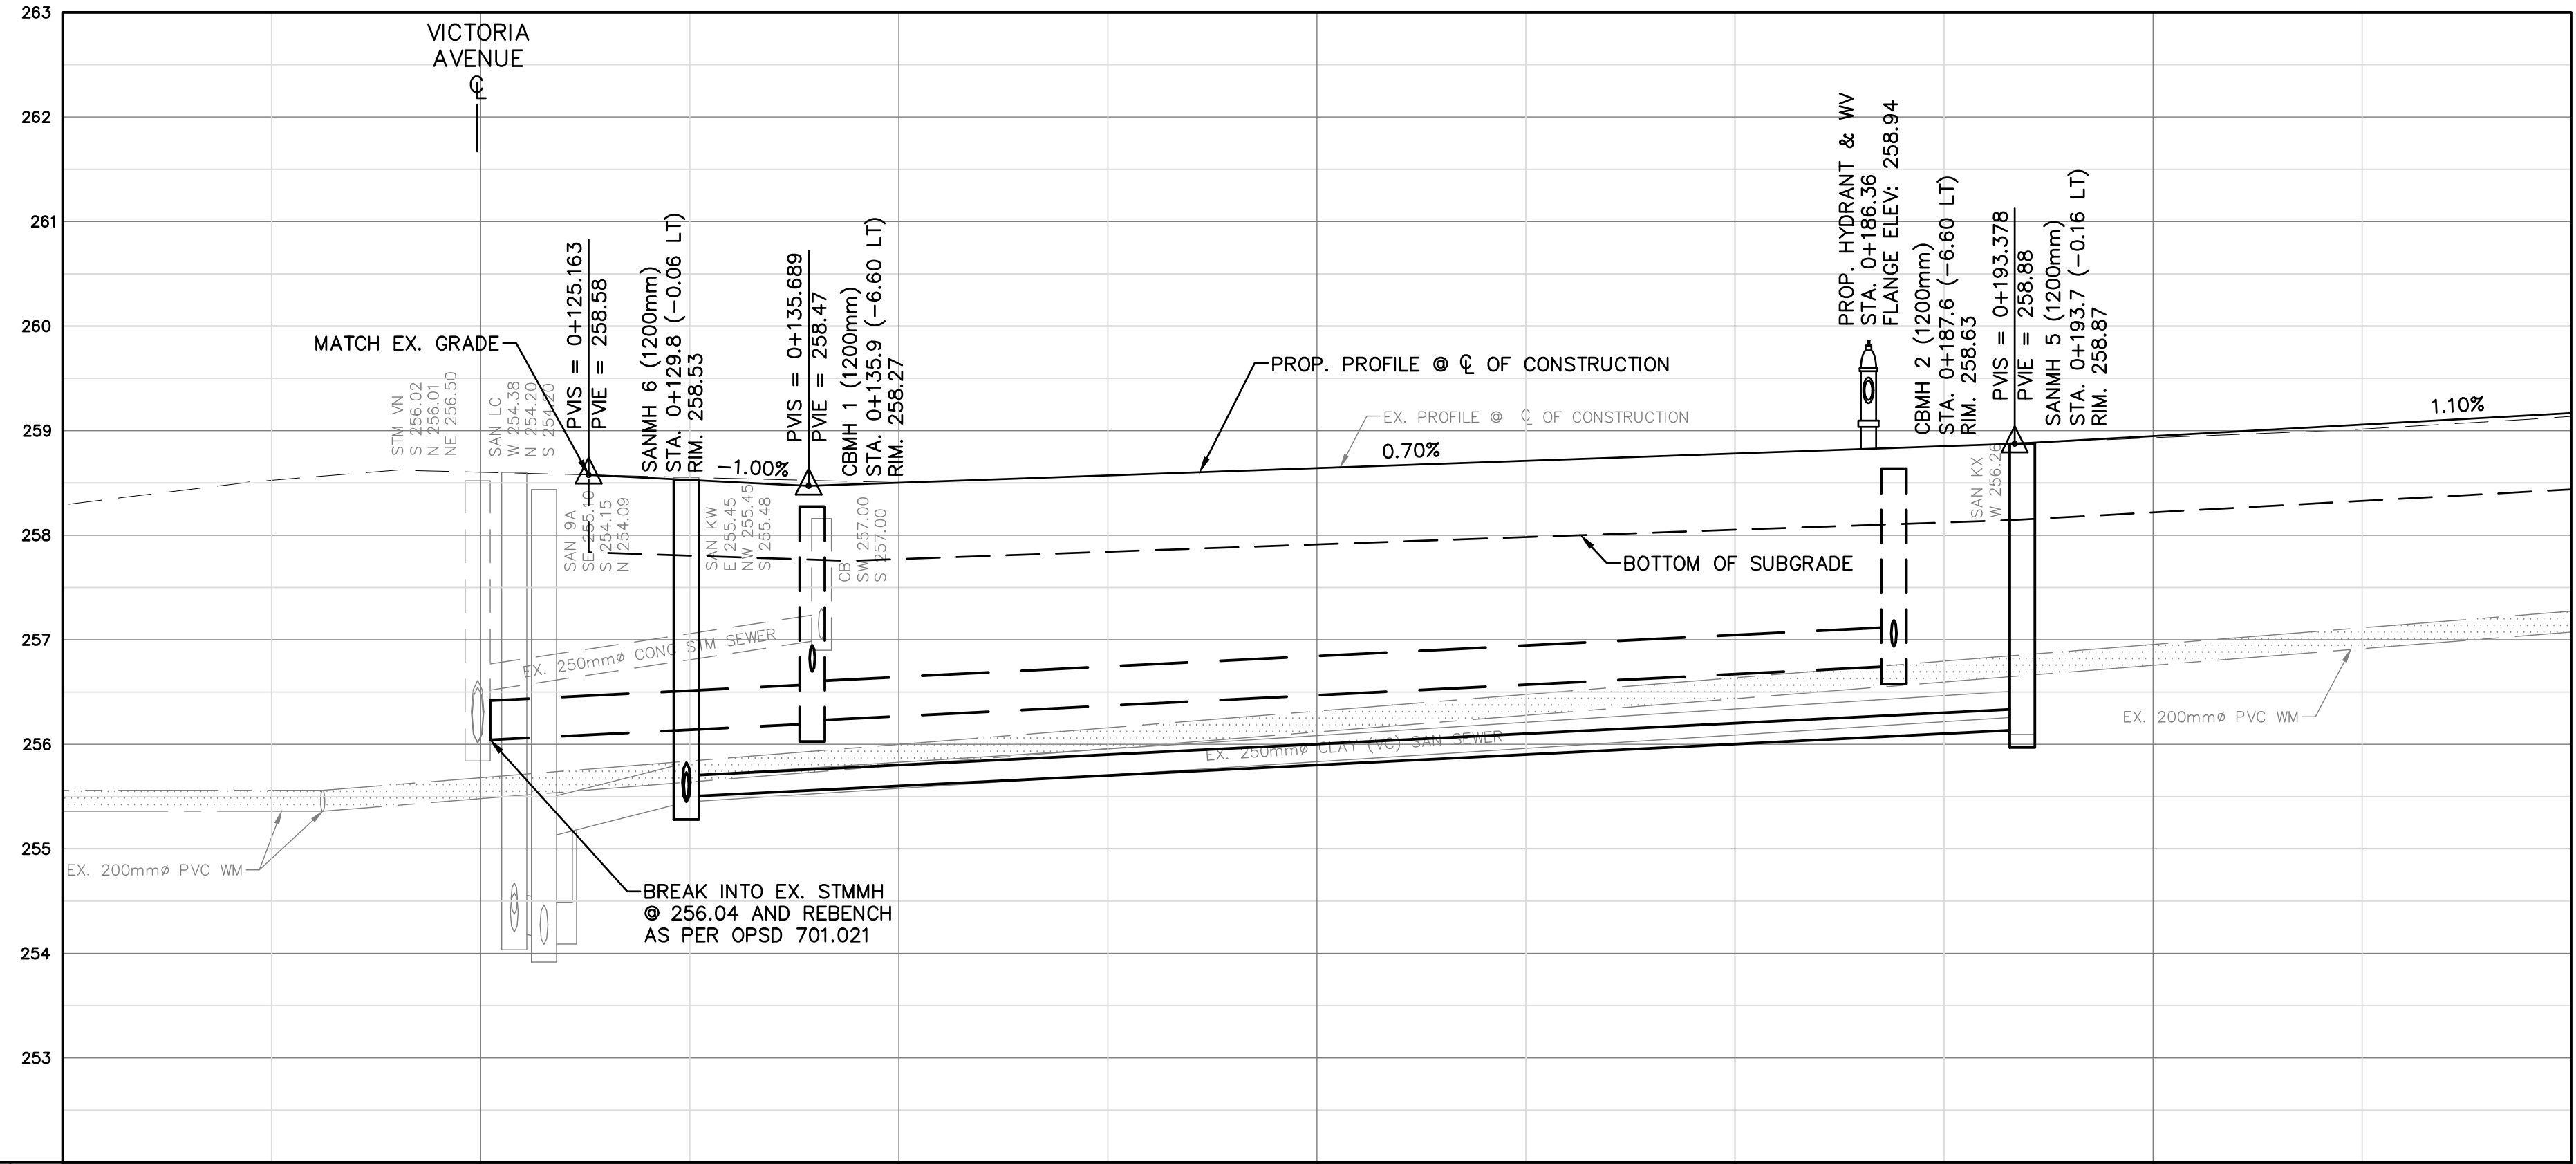 263
262
261
260
259
258
257
256
255
254
253
VICTORIA
AVENUE
℄
MATCH EX. GRADE
STM VN
S 256.02
N 256.01
NE 256.50
SAN LC
W 254.38
N 254.20
S 254.20
PVIS = 0+125.163
PVIE = 258.58
SANMH 6 (1200mm)
STA. 0+129.8 (-0.06 LT)
RIM. 258.53
PVIS = 0+135.689
PVIE = 258.47
CBMH 1 (1200mm)
STA. 0+135.9 (-6.60 LT)
RIM. 258.27
PROP. PROFILE @ ℄ OF CONSTRUCTION
EX. PROFILE @ ℄ OF CONSTRUCTION
PROP. HYDRANT & WV
STA. 0+186.36
FLANGE ELEV: 258.94
CBMH 2 (1200mm)
STA. 0+187.6 (-6.60 LT)
RIM. 258.63
PVIS = 0+193.378
PVIE = 258.88
SANMH 5 (1200mm)
STA. 0+193.7 (-0.16 LT)
RIM. 258.87
-1.00%
0.70%
1.10%
SAN 9A
SE 255.10
S 254.15
N 254.09
SAN KW
E 255.45
NW 255.45
S 255.48
CB
SW 257.00
S 257.00
SAN KX
W 256.26
BOTTOM OF SUBGRADE
EX. 250mmø CONC STM SEWER
EX. 250mmø CLAY (VC) SAN SEWER
EX. 200mmø PVC WM
EX. 200mmø PVC WM
BREAK INTO EX. STMMH
@ 256.04 AND REBENCH
AS PER OPSD 701.021